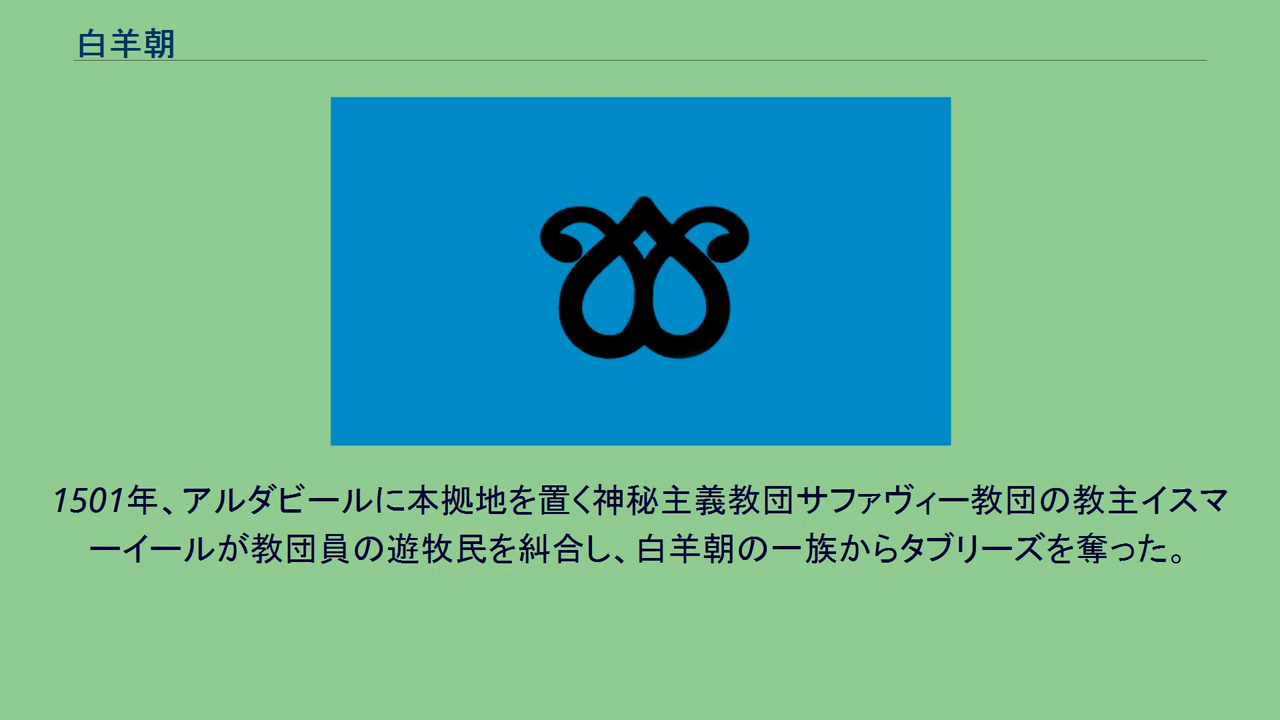 白羊朝
1501年、アルダビールに本拠地を置く神秘主義教団サファヴィー教団の教主イスマ
ーイールが教団員の遊牧民を糾合し、白羊朝の一族からタブリーズを奪った。